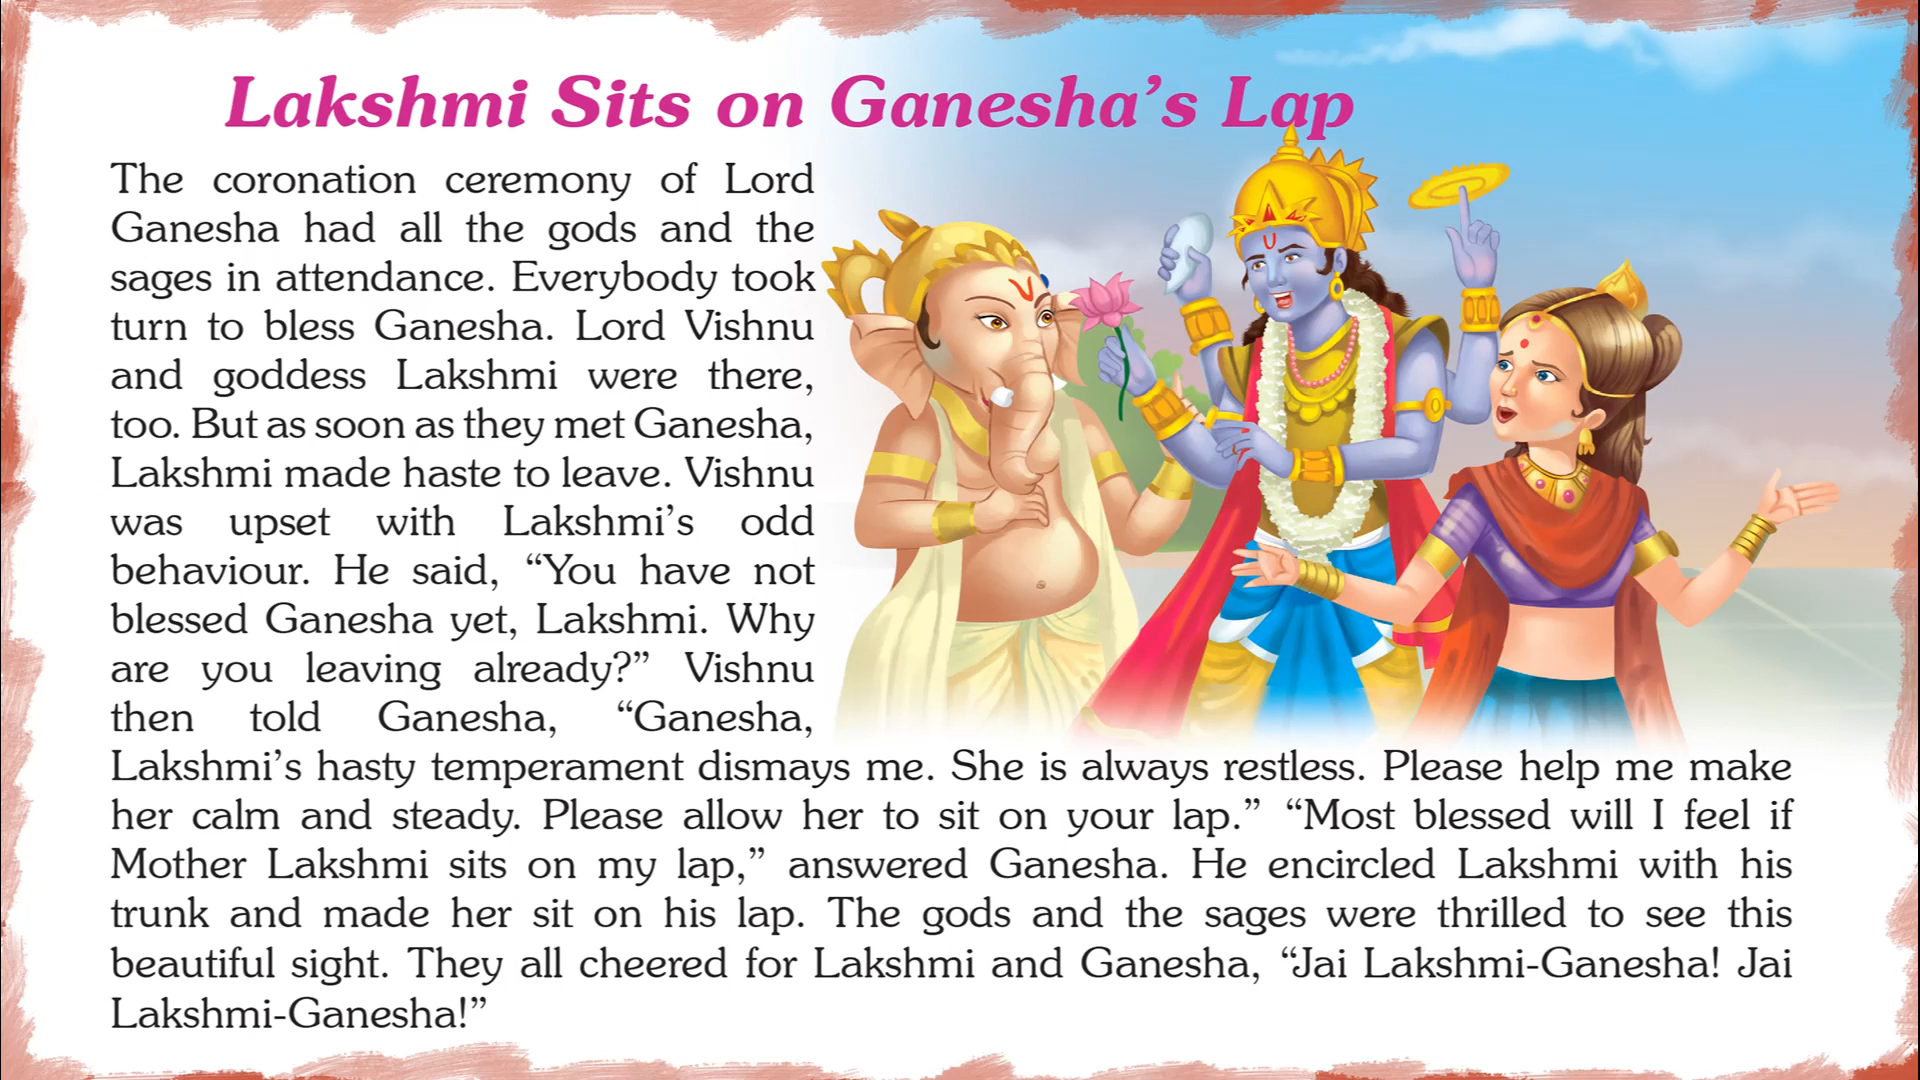 Lakshmi Sits on Ganesha’s Lap
The coronation ceremony of Lord
Ganesha had all the gods and the
sages in attendance. Everybody took
turn to bless Ganesha. Lord Vishnu
and goddess Lakshmi were there,
too. But as soon as they met Ganesha,
Lakshmi made haste to leave. Vishnu
was upset with Lakshmi’s odd
behaviour. He said, “You have not
blessed Ganesha yet, Lakshmi. Why
are you leaving already?” Vishnu
then told Ganesha, “Ganesha,
Lakshmi’s hasty temperament dismays me. She is always restless. Please help me make
her calm and steady. Please allow her to sit on your lap.” “Most blessed will I feel if
Mother Lakshmi sits on my lap,” answered Ganesha. He encircled Lakshmi with his
trunk and made her sit on his lap. The gods and the sages were thrilled to see this
beautiful sight. They all cheered for Lakshmi and Ganesha, “Jai Lakshmi-Ganesha! Jai
Lakshmi-Ganesha!”